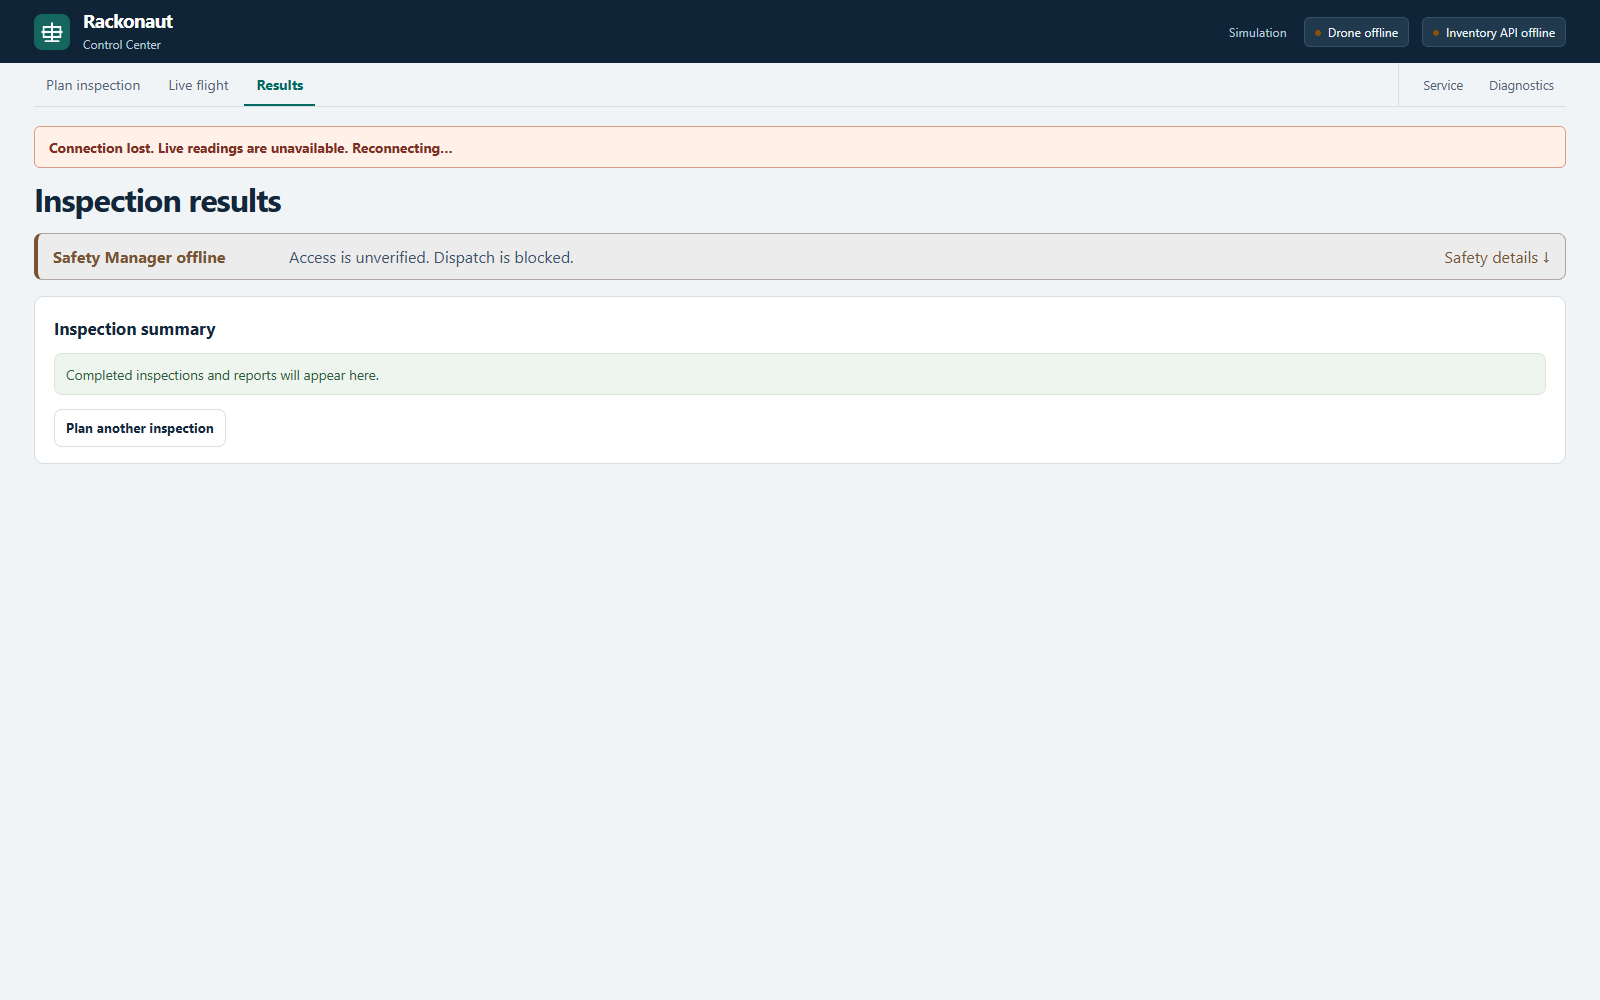 Rackonaut
Control Center
Simulation
Drone offline
Inventory API offline
Plan inspection
Live flight
Results
Service
Diagnostics
Connection lost. Live readings are unavailable. Reconnecting...
Inspection results
Safety Manager offline
Access is unverified. Dispatch is blocked.
Safety details ↓
Inspection summary
Completed inspections and reports will appear here.
Plan another inspection